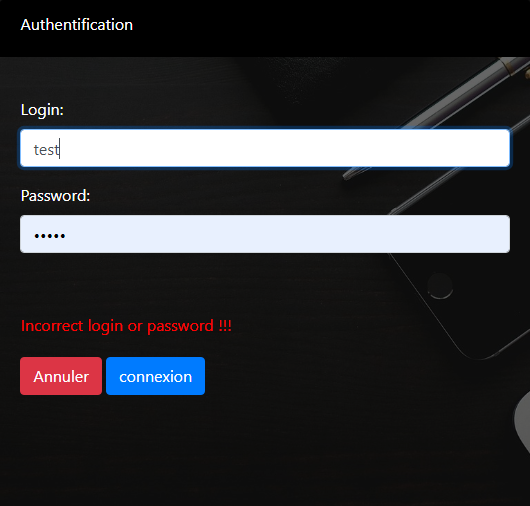 Authentification
Login:
test
Password:
•••••
Incorrect login or password !!!
Annuler connexion